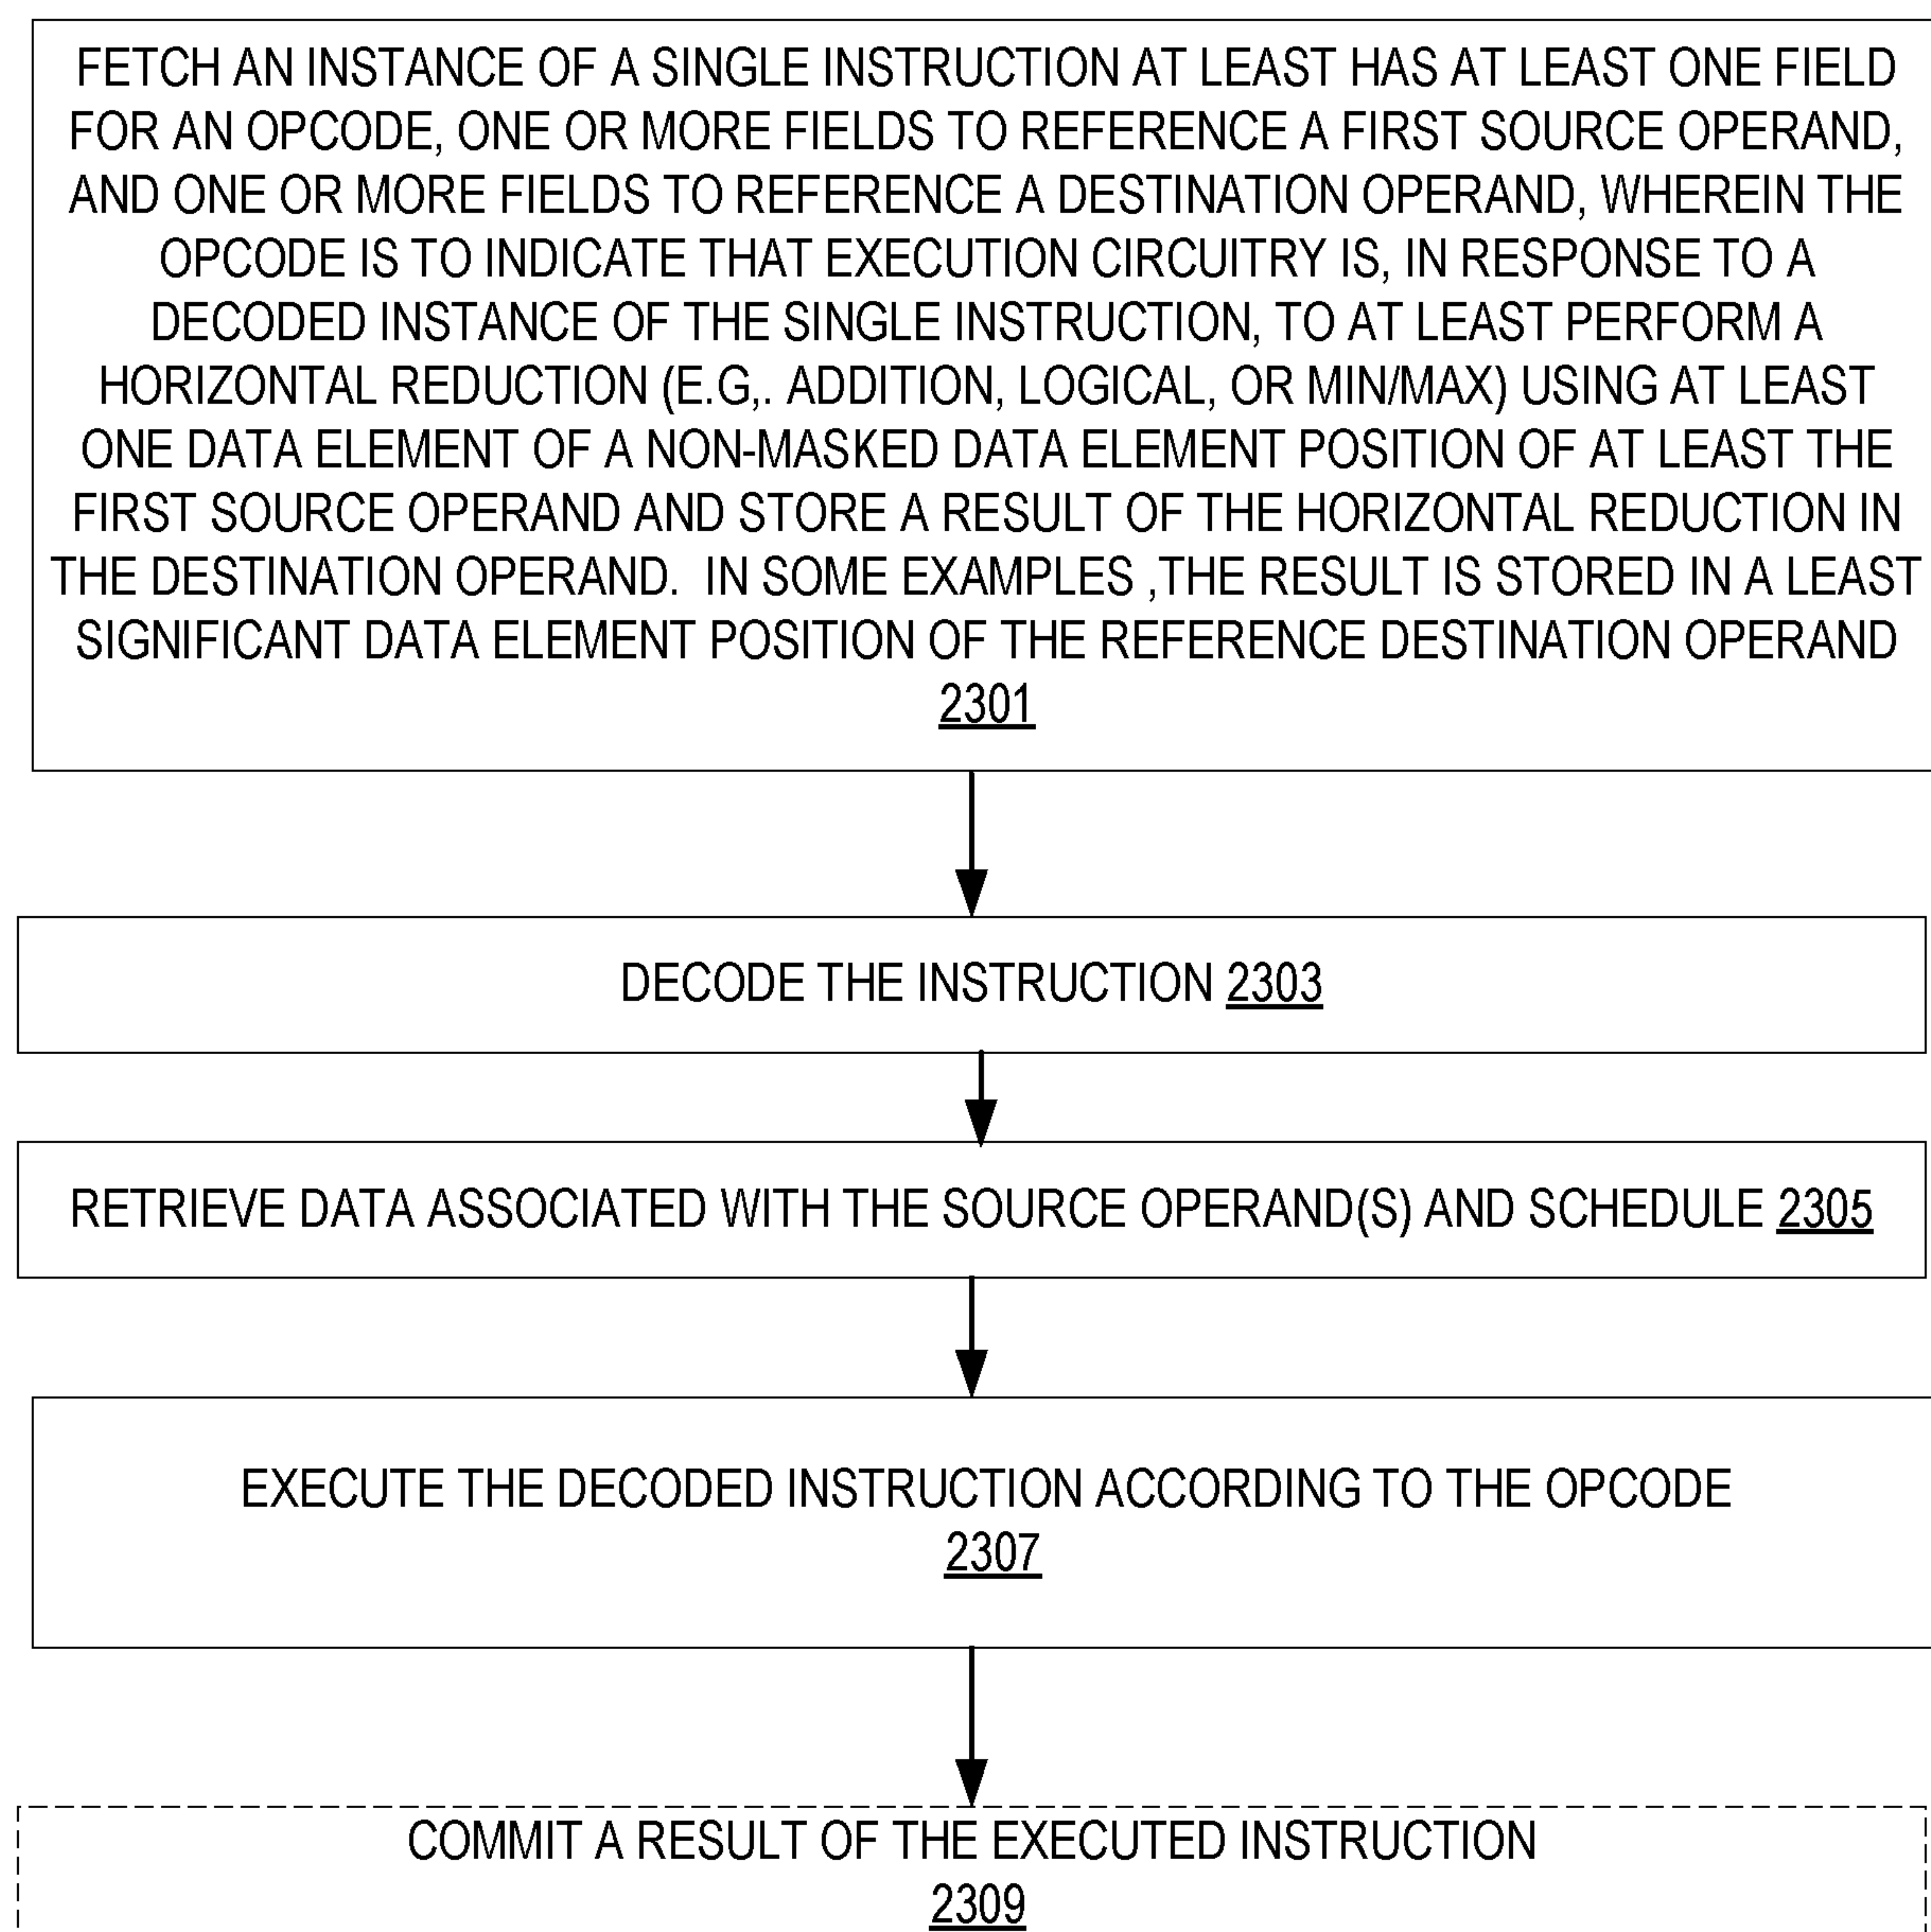 FETCH AN INSTANCE OF A SINGLE INSTRUCTION AT LEAST HAS AT LEAST ONE FIELD
FOR AN OPCODE, ONE OR MORE FIELDS TO REFERENCE A FIRST SOURCE OPERAND,
AND ONE OR MORE FIELDS TO REFERENCE A DESTINATION OPERAND, WHEREIN THE
OPCODE IS TO INDICATE THAT EXECUTION CIRCUITRY IS, IN RESPONSE TO A
DECODED INSTANCE OF THE SINGLE INSTRUCTION, TO AT LEAST PERFORM A
HORIZONTAL REDUCTION (E.G,. ADDITION, LOGICAL, OR MIN/MAX) USING AT LEAST
ONE DATA ELEMENT OF A NON-MASKED DATA ELEMENT POSITION OF AT LEAST THE
FIRST SOURCE OPERAND AND STORE A RESULT OF THE HORIZONTAL REDUCTION IN
THE DESTINATION OPERAND.  IN SOME EXAMPLES ,THE RESULT IS STORED IN A LEAST
SIGNIFICANT DATA ELEMENT POSITION OF THE REFERENCE DESTINATION OPERAND
2301
DECODE THE INSTRUCTION 2303
RETRIEVE DATA ASSOCIATED WITH THE SOURCE OPERAND(S) AND SCHEDULE 2305
EXECUTE THE DECODED INSTRUCTION ACCORDING TO THE OPCODE
2307
COMMIT A RESULT OF THE EXECUTED INSTRUCTION
2309